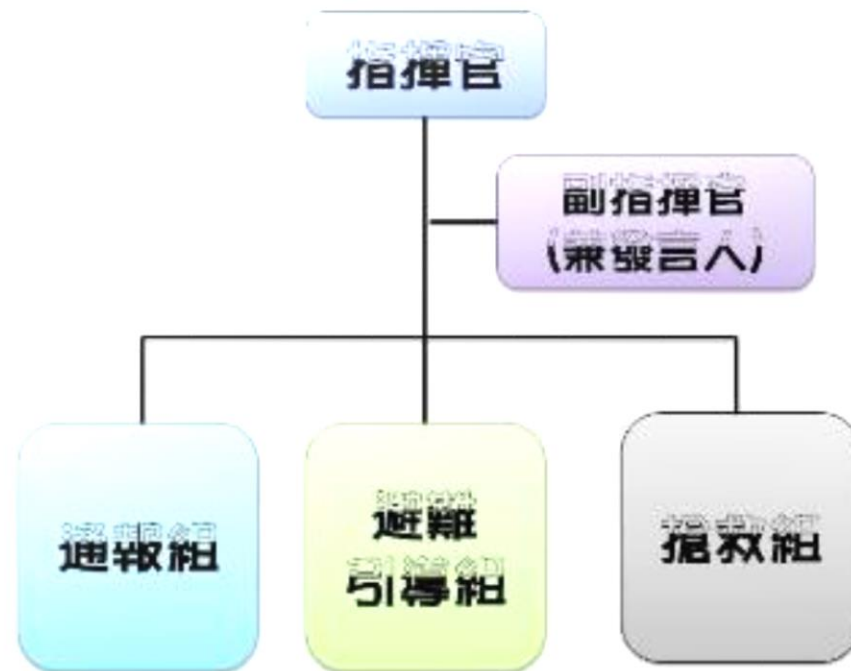 指揮官
副指揮官
(兼發言人)
通報組
避難
引導組
搶救組